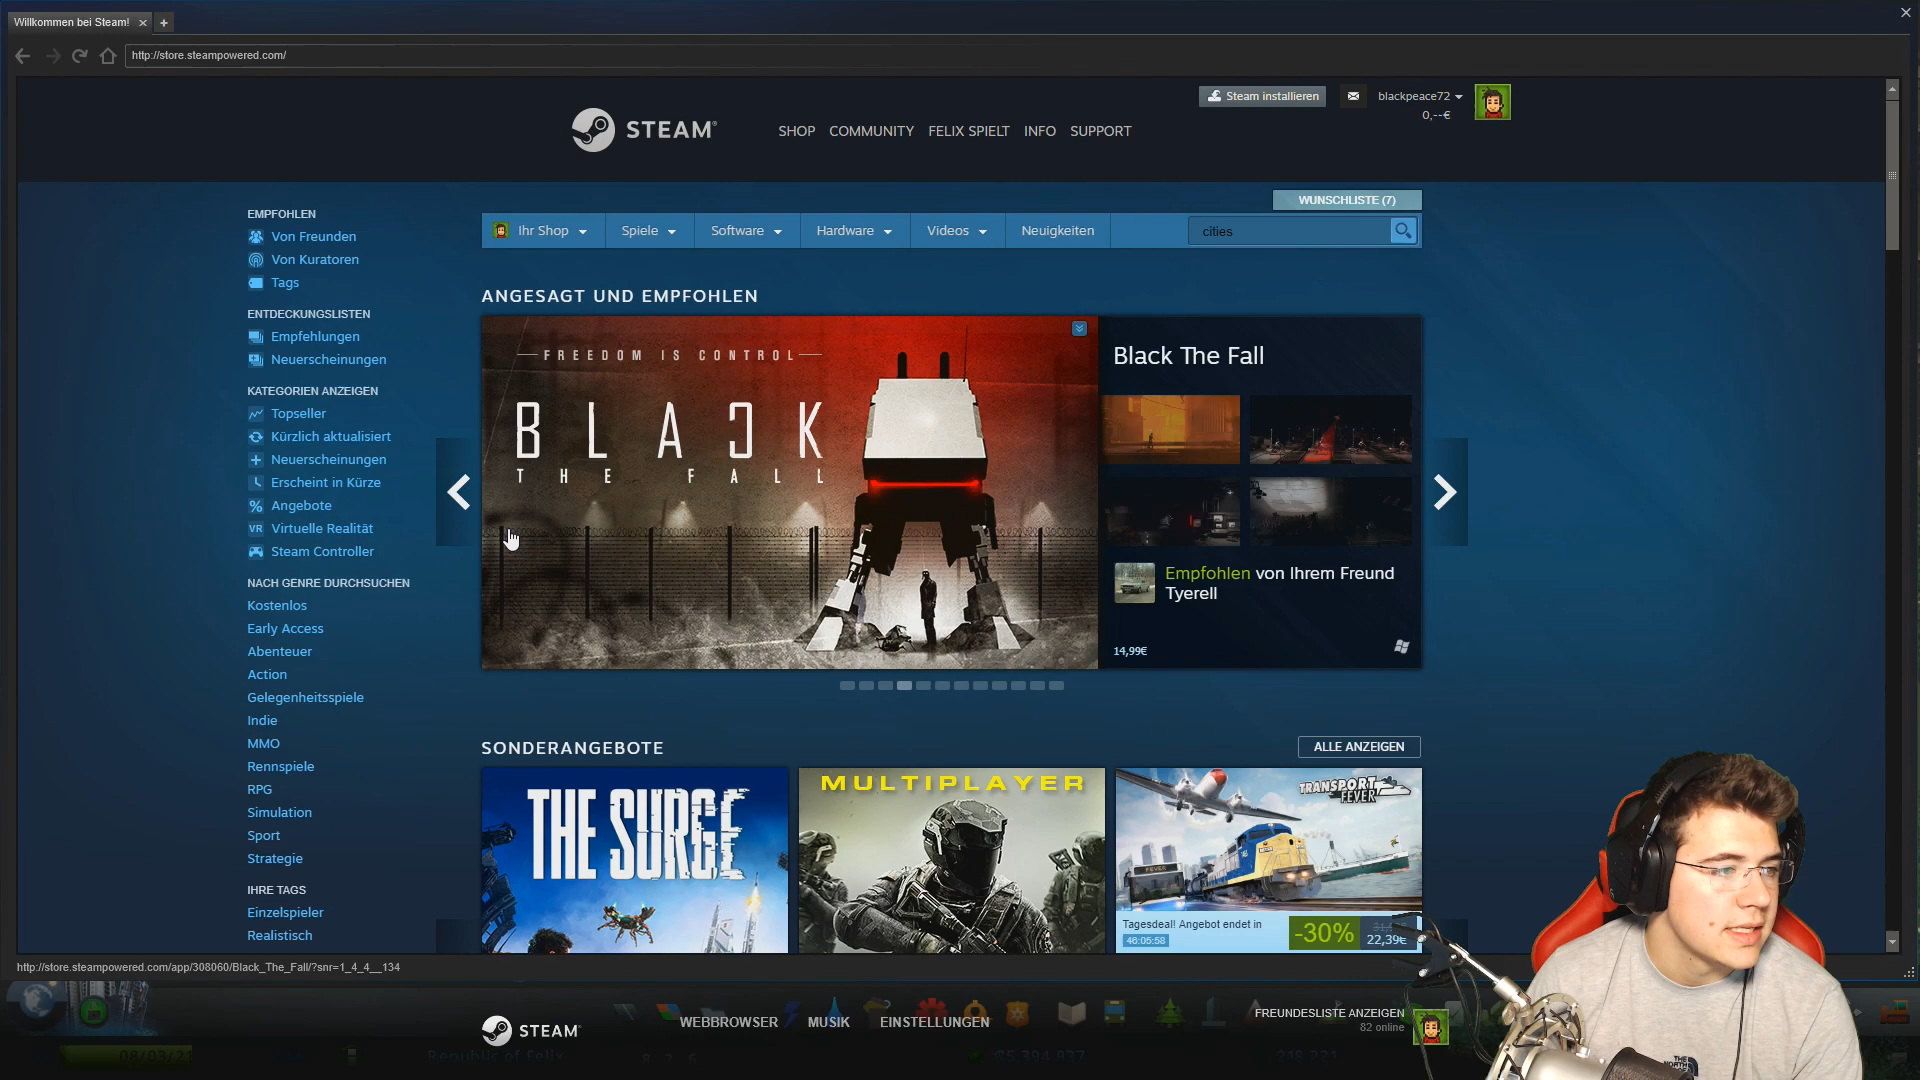 Willkommen bei Steam!
http://store.steampowered.com/
Steam installieren
blackpeace72
0,--€
STEAM
SHOP
COMMUNITY
FELIX SPIELT
INFO
SUPPORT
WUNSCHLISTE (7)
Ihr Shop
Spiele
Software
Hardware
Videos
Neuigkeiten
cities
EMPFOHLEN
Von Freunden
Von Kuratoren
Tags
ENTDECKUNGSLISTEN
Empfehlungen
Neuerscheinungen
KATEGORIEN ANZEIGEN
Topseller
Kürzlich aktualisiert
Neuerscheinungen
Erscheint in Kürze
% Angebote
VR Virtuelle Realität
Steam Controller
NACH GENRE DURCHSUCHEN
Kostenlos
Early Access
Abenteuer
Action
Gelegenheitsspiele
Indie
MMO
Rennspiele
RPG
Simulation
Sport
Strategie
IHRE TAGS
Einzelspieler
Realistisch
ANGESAGT UND EMPFOHLEN
FREEDOM IS CONTROL
BLACK
THE FALL
Black The Fall
Empfohlen von Ihrem Freund
Tyerell
14,99€
SONDERANGEBOTE
ALLE ANZEIGEN
THE SURGE
MULTIPLAYER
TRANSPORT
FEVER
FEVER
Tagesdeal! Angebot endet in
46:05:58
-30%
22,39€
http://store.steampowered.com/app/308060/Black_The_Fall/?snr=1_4_4__134
STEAM
WEBBROWSER
MUSIK
EINSTELLUNGEN
FREUNDESLISTE ANZEIGEN
82 online
Republic of Felix
THE
NORTH